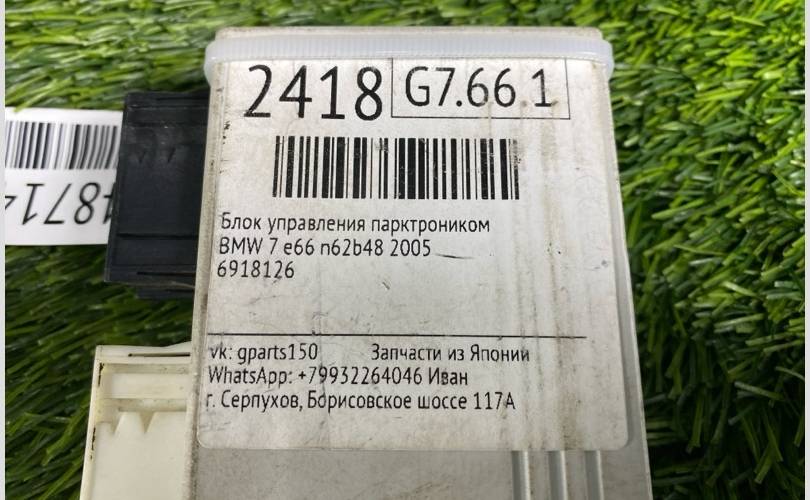 2418 G7.66.1
Блок управления парктроником
BMW 7 e66 n62b48 2005
6918126
vk: gparts150 Запчасти из Японии
WhatsApp: +79932264046 Иван
г. Серпухов, Борисовское шоссе 117А